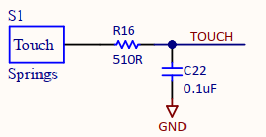 S1
Touch
Springs
R16
510R
TOUCH
C22
0.1uF
GND